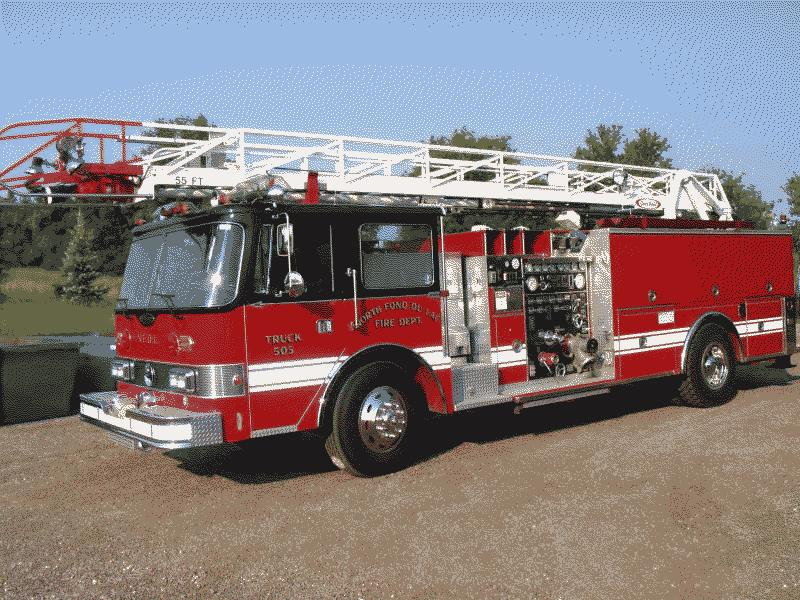 55 FT
NORTH FOND DU LAC
FIRE DEPT.
TRUCK
505
N.F.D.L.